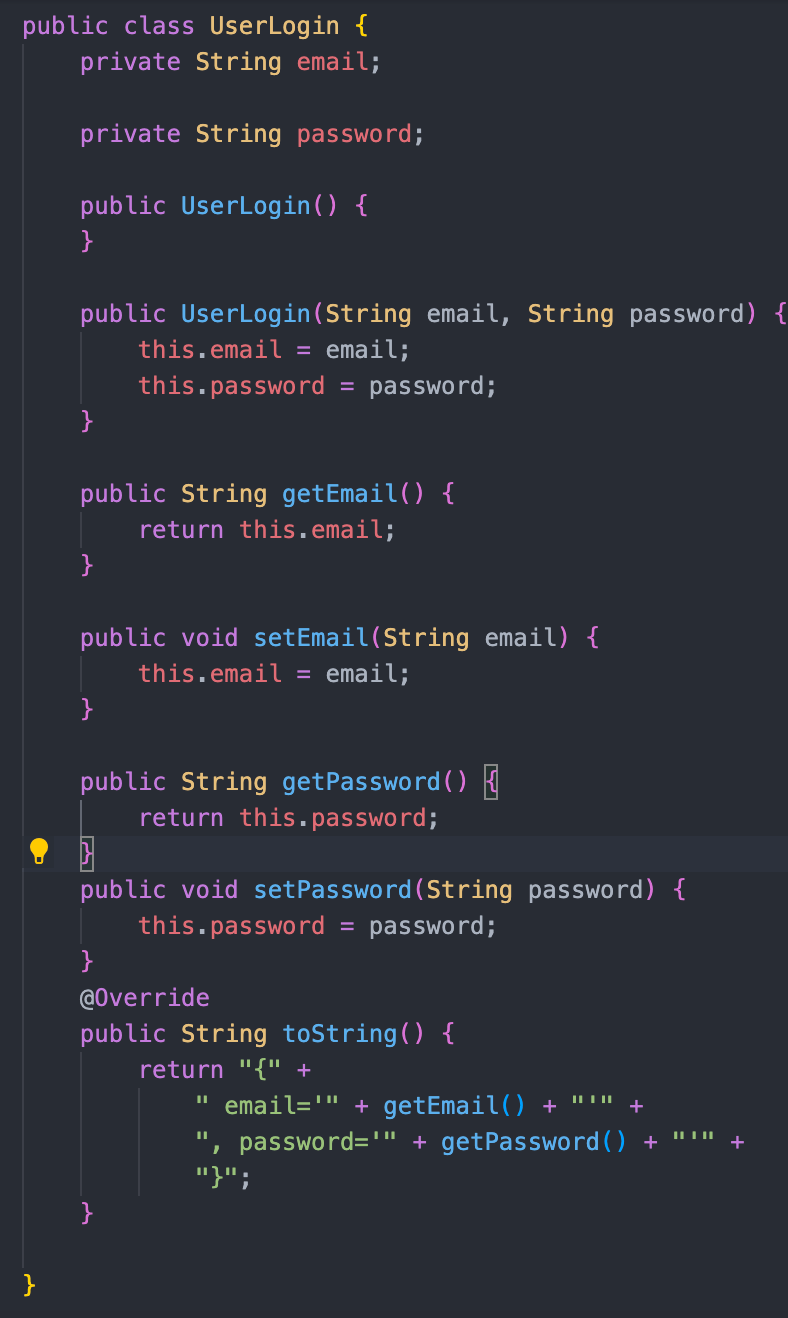 public class UserLogin {
    private String email;

    private String password;

    public UserLogin() {
    }

    public UserLogin(String email, String password) {
        this.email = email;
        this.password = password;
    }

    public String getEmail() {
        return this.email;
    }

    public void setEmail(String email) {
        this.email = email;
    }

    public String getPassword() {
        return this.password;
    }
    public void setPassword(String password) {
        this.password = password;
    }
    @Override
    public String toString() {
        return "{" +
            " email='" + getEmail() + "'" +
            ", password='" + getPassword() + "'" +
            "}";
    }

}